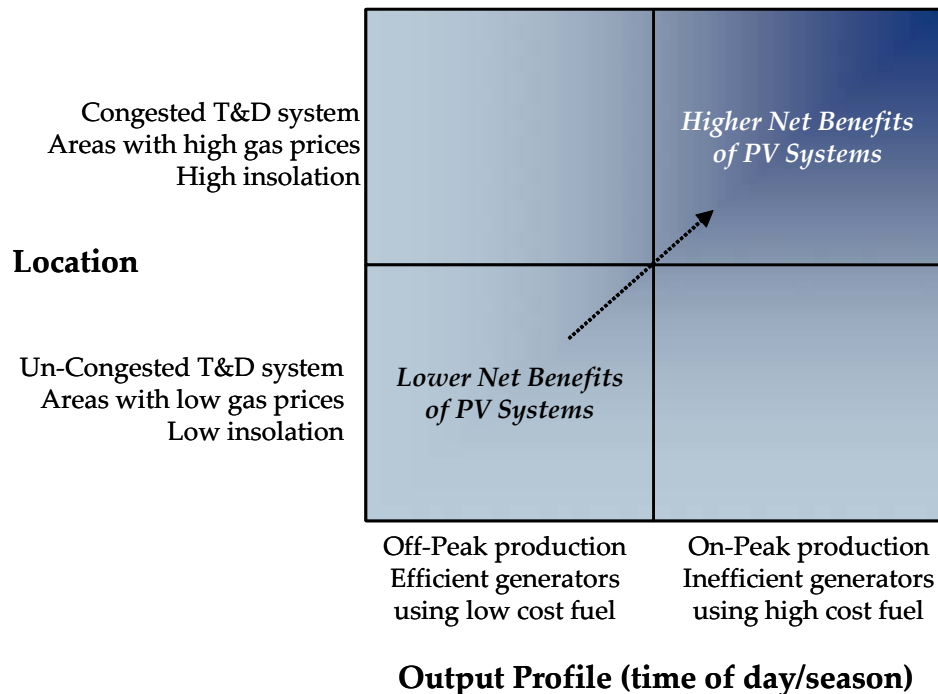 Congested T&D system
Areas with high gas prices
High insolation
Higher Net Benefits
of PV Systems
Location
Un-Congested T&D system
Areas with low gas prices
Low insolation
Lower Net Benefits
of PV Systems
Off-Peak production
Efficient generators
using low cost fuel
On-Peak production
Inefficient generators
using high cost fuel
Output Profile (time of day/season)